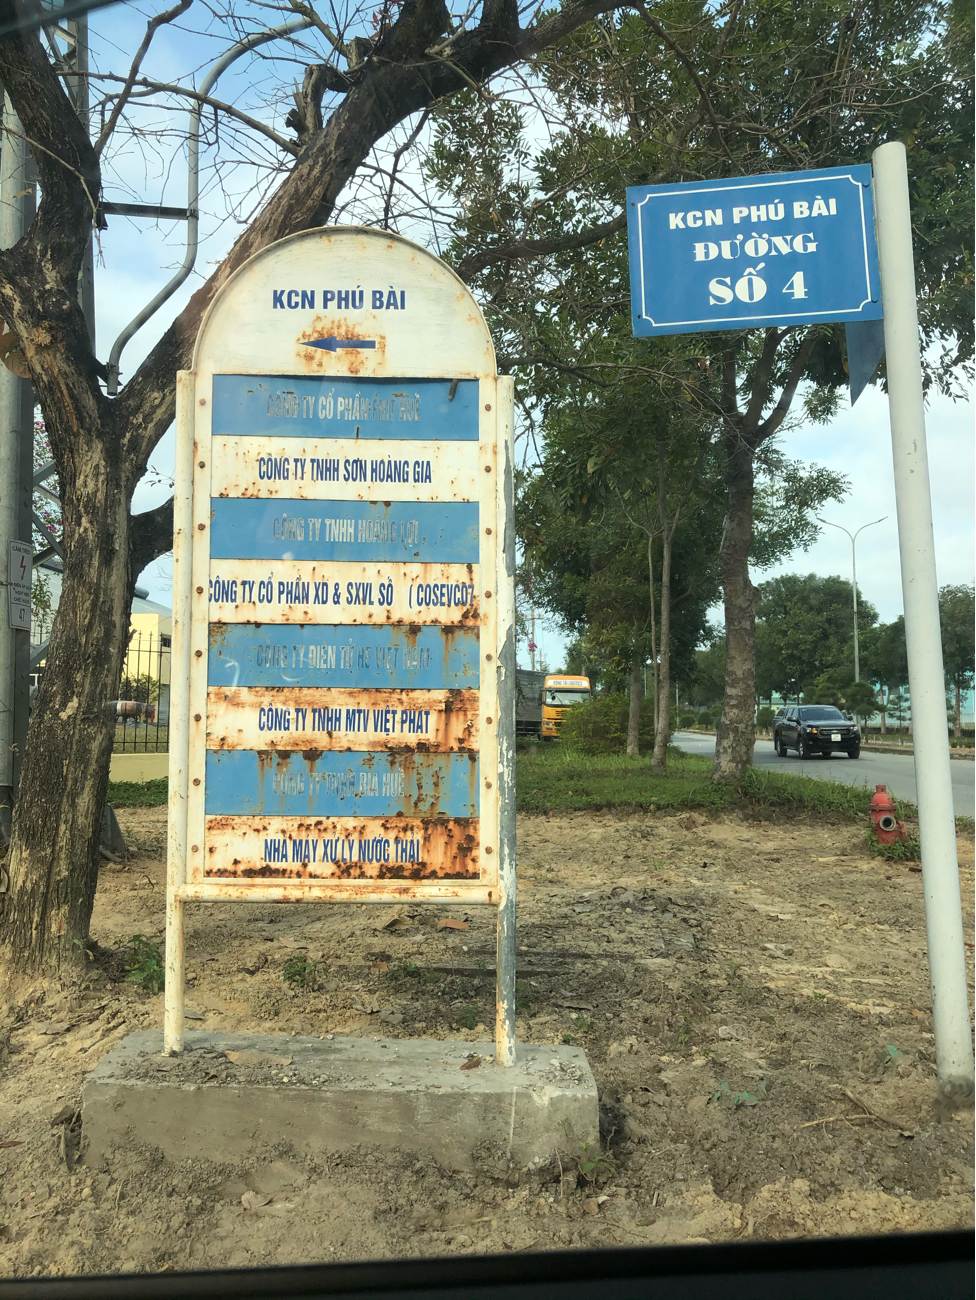 KCN PHÚ BÀI
CÔNG TY CỔ PHẦN HUẾ
CÔNG TY TNHH SƠN HOÀNG GIA
CÔNG TY TNHH HOÀNG LỢI
CÔNG TY CỔ PHẦN XD & SXVL SỐ (COSEVCO7
CÔNG TY ĐIỆN TỬ VIỆT NAM
CÔNG TY TNHH MTV VIỆT PHÁT
CÔNG TY HUẾ
NHÀ MÁY XỬ LÝ NƯỚC THẢI
KCN PHÚ BÀI
ĐƯỜNG
SỐ 4
47